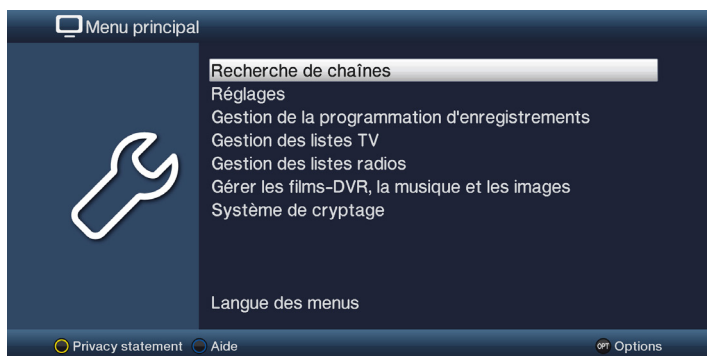 Menu principal
Recherche de chaînes
Réglages
Gestion de la programmation d'enregistrements
Gestion des listes TV
Gestion des listes radios
Gérer les films-DVR, la musique et les images
Système de cryptage
Langue des menus
Privacy statement Aide OPT Options